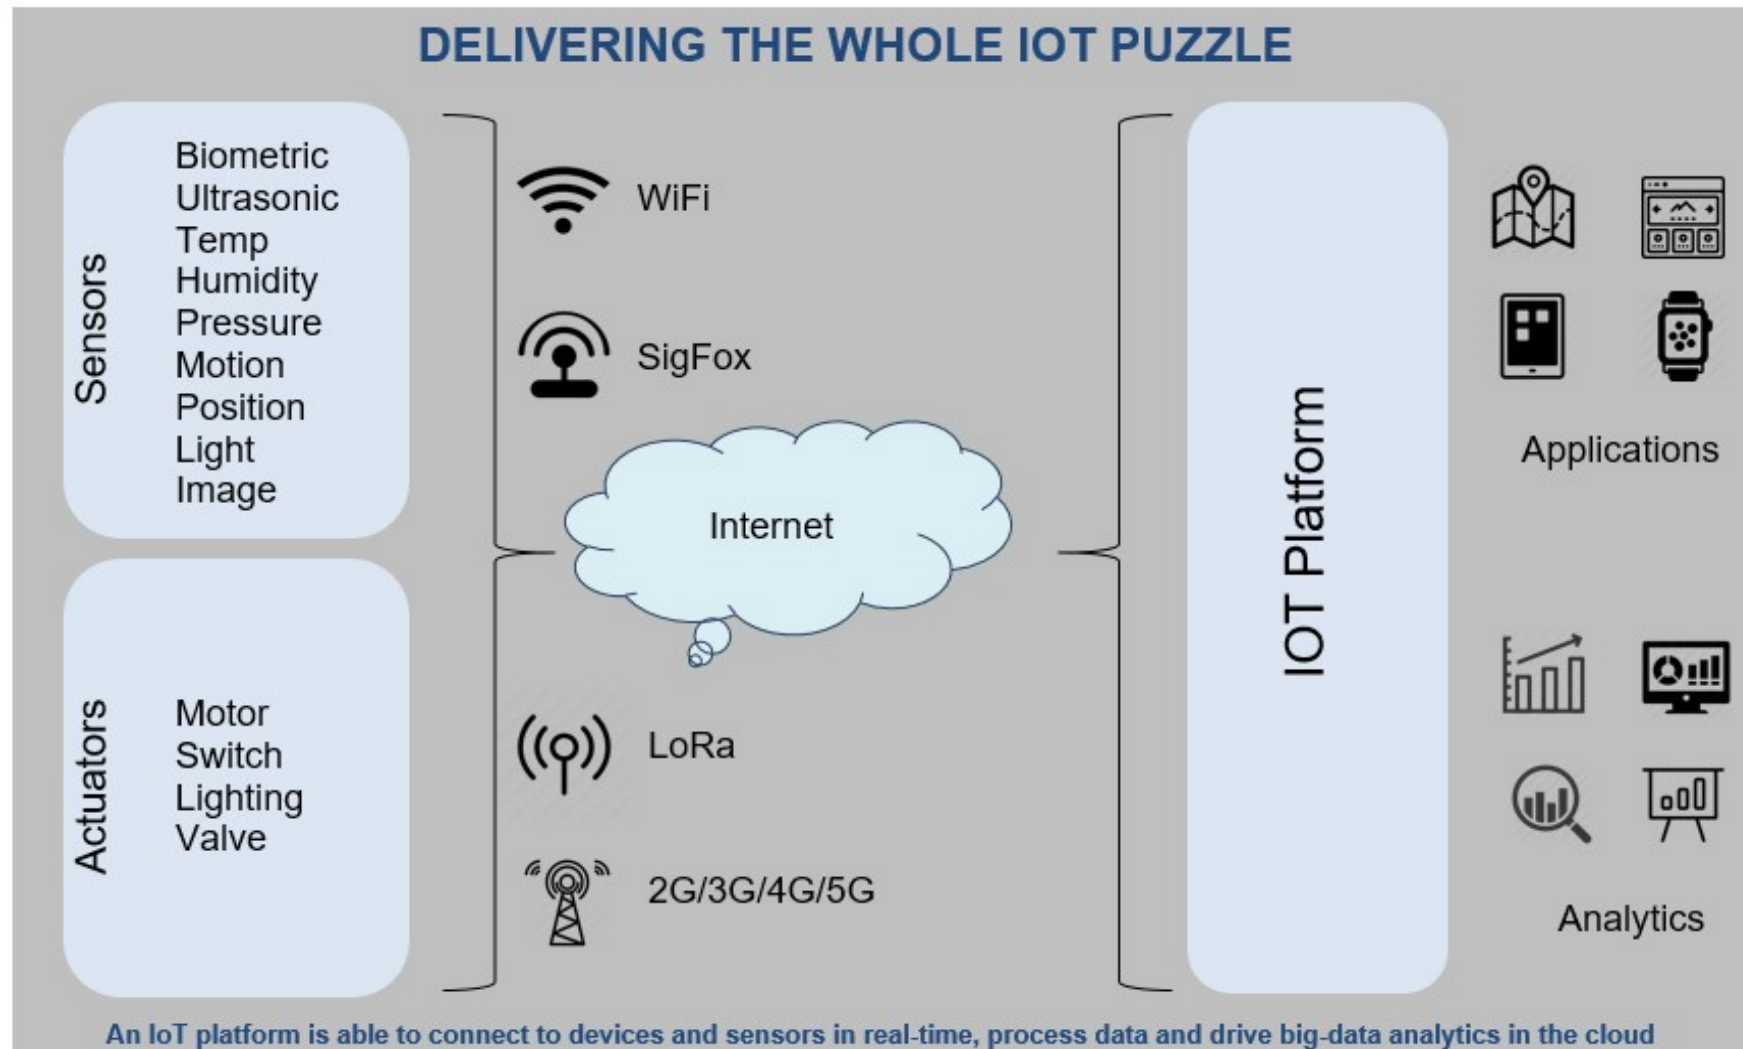 DELIVERING THE WHOLE IOT PUZZLE
Sensors
Biometric
Ultrasonic
Temp
Humidity
Pressure
Motion
Position
Light
Image
Actuators
Motor
Switch
Lighting
Valve
WiFi
SigFox
Internet
LoRa
2G/3G/4G/5G
IOT Platform
Applications
Analytics
An IoT platform is able to connect to devices and sensors in real-time, process data and drive big-data analytics in the cloud